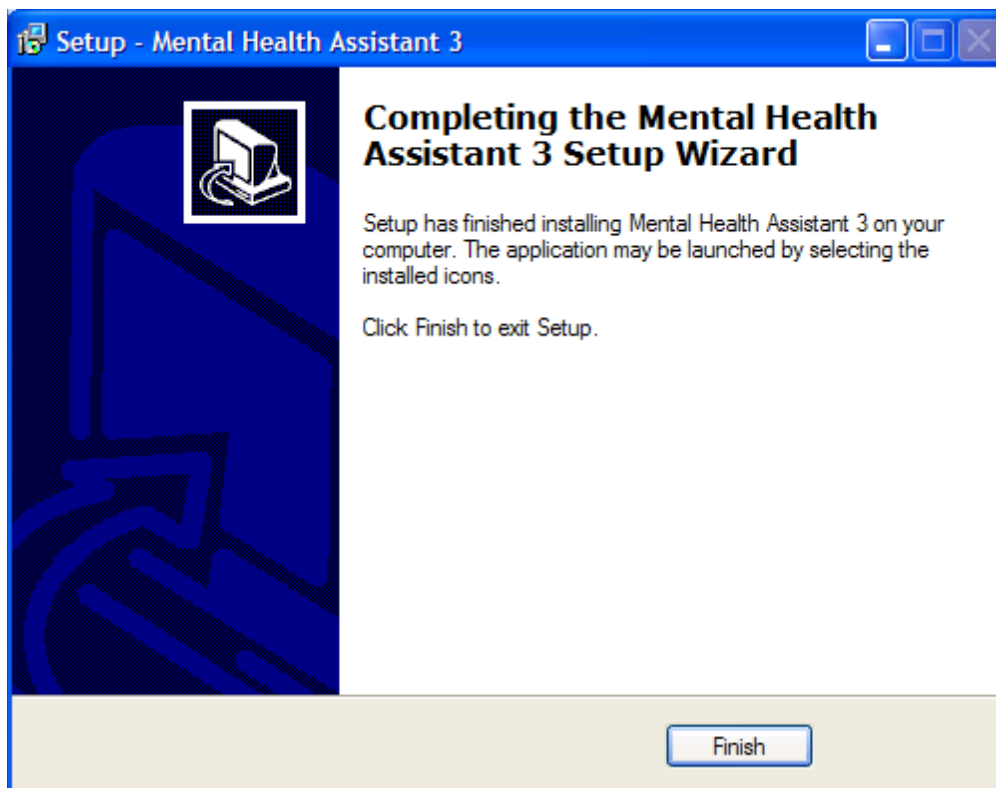 Setup - Mental Health Assistant 3
Completing the Mental Health
Assistant 3 Setup Wizard
Setup has finished installing Mental Health Assistant 3 on your
computer. The application may be launched by selecting the
installed icons.
Click Finish to exit Setup.
Finish